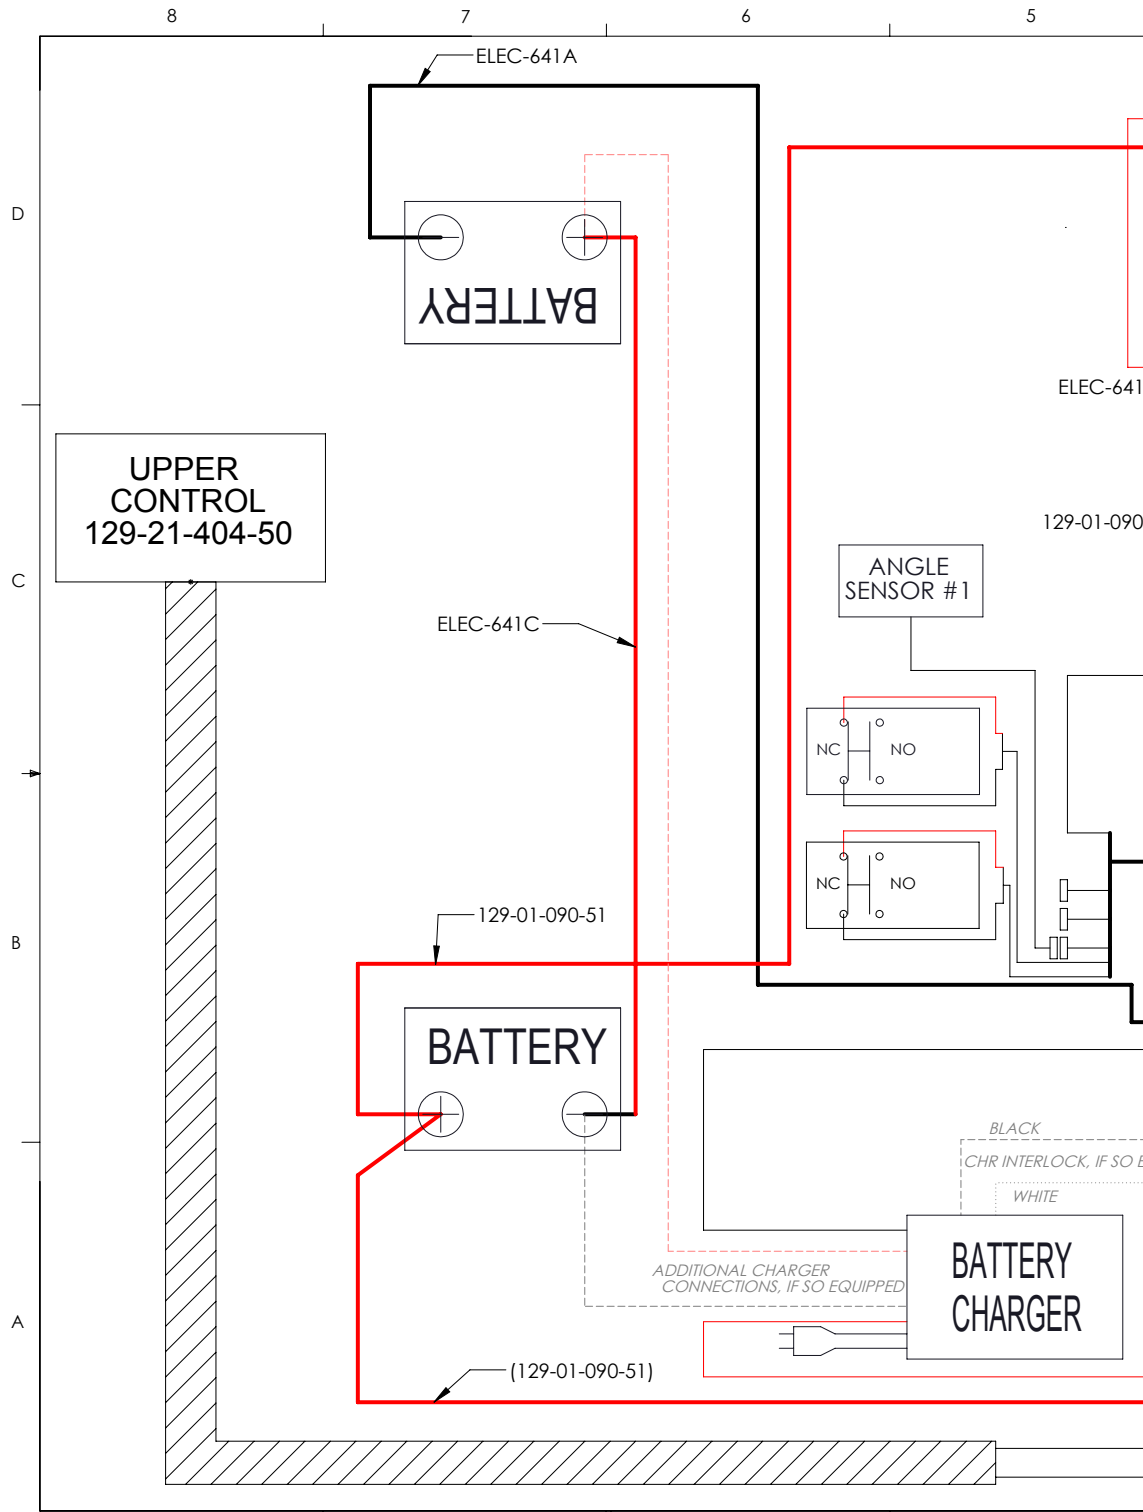 8 7 6 5
ELEC-641A
D
BATTERY
ELEC-641
UPPER
CONTROL
129-21-404-50
129-01-090
ANGLE
SENSOR #1
C
ELEC-641C
NC NO
NC NO
129-01-090-51
B
BATTERY
BLACK
CHR INTERLOCK, IF SO E
WHITE
BATTERY
CHARGER
ADDITIONAL CHARGER
CONNECTIONS, IF SO EQUIPPED
A
(129-01-090-51)